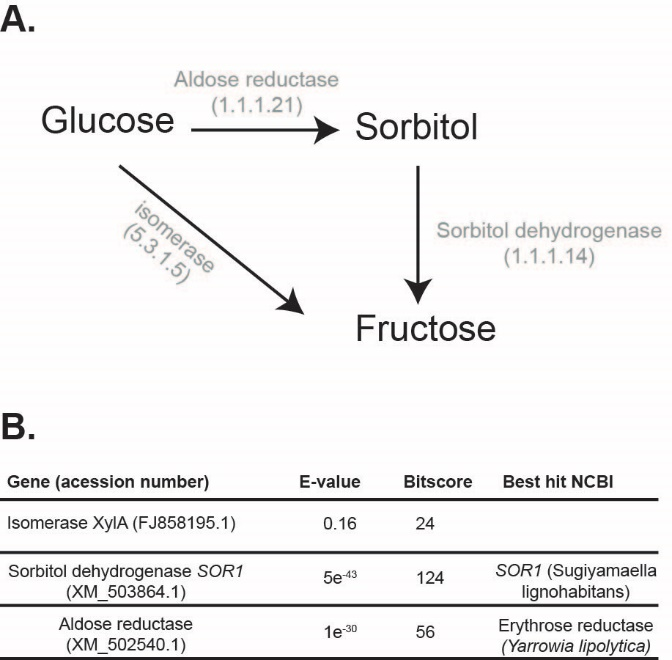 A.
Aldose reductase
(1.1.1.21)
Glucose
Sorbitol
isomerase
(5.3.1.5)
Sorbitol dehydrogenase
(1.1.1.14)
Fructose
B.
Gene (acession number) E-value Bitscore Best hit NCBI
Isomerase XylA (FJ858195.1) 0.16 24
Sorbitol dehydrogenase SOR1 5e-43 124 SOR1 (Sugiyamaella
(XM_503864.1) lignohabitans)
Aldose reductase 1e-30 56 Erythrose reductase
(XM_502540.1) (Yarrowia lipolytica)